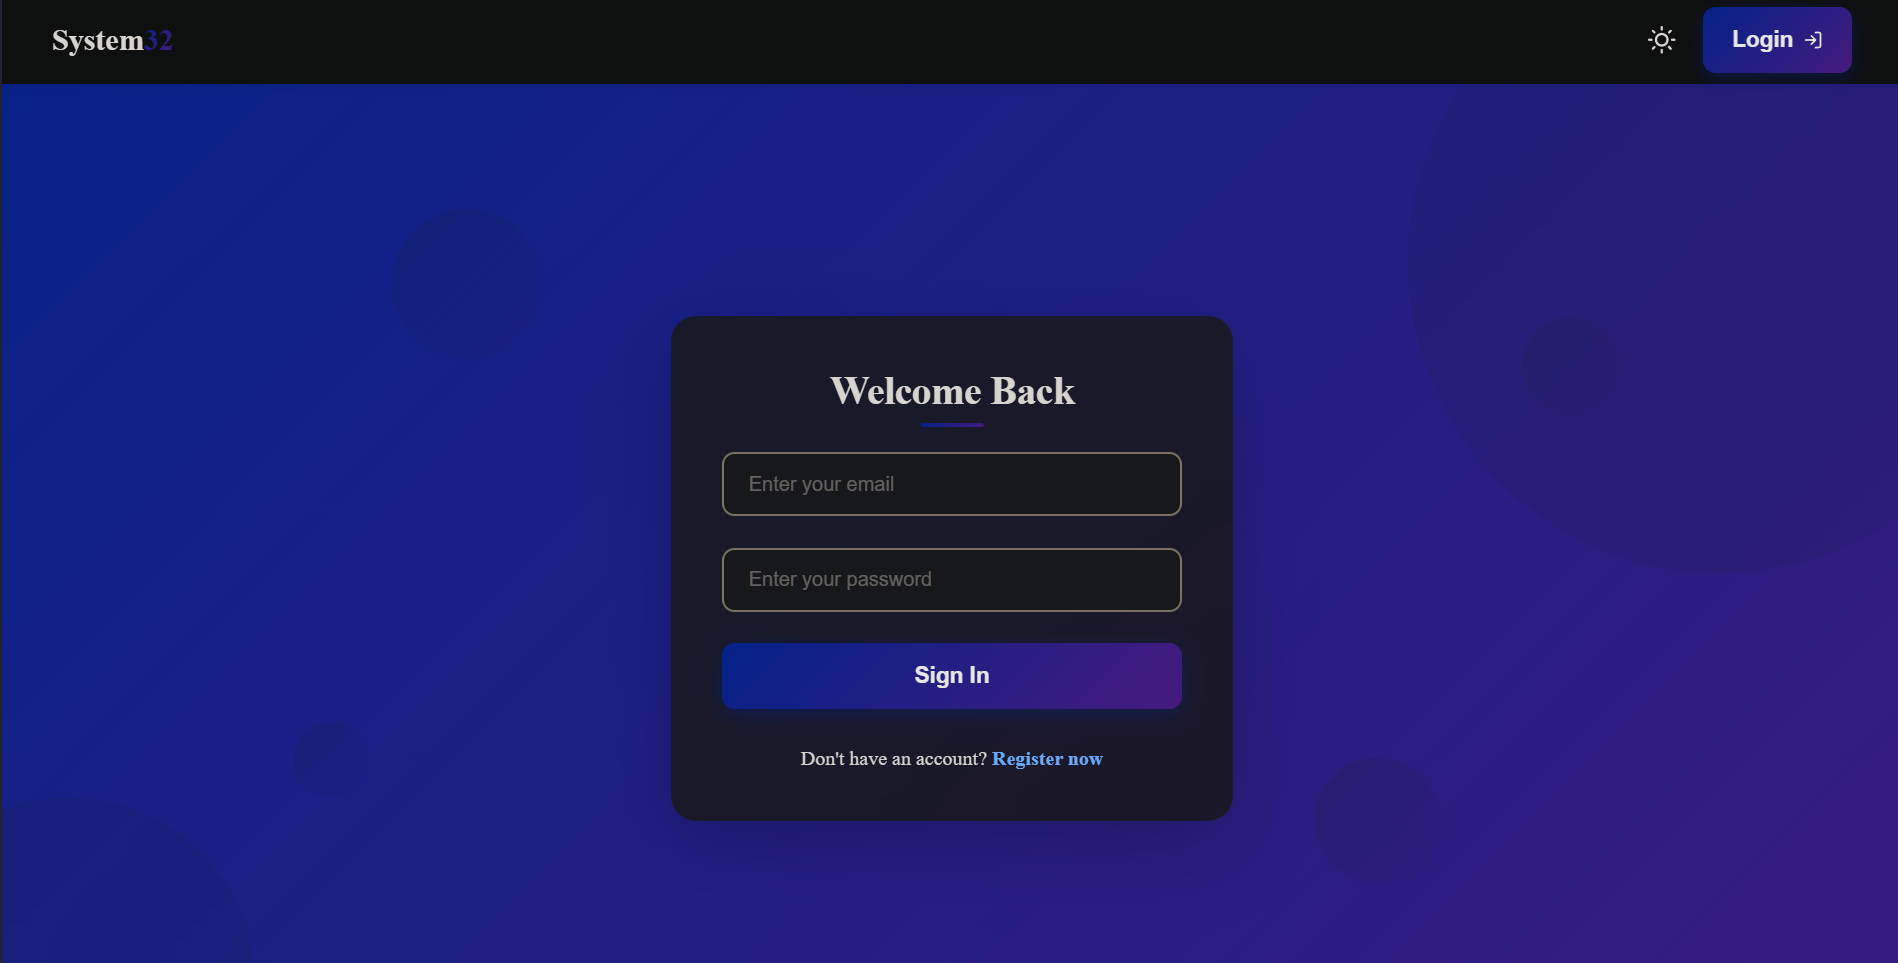 System32
Login
Welcome Back
Enter your email
Enter your password
Sign In
Don't have an account? Register now